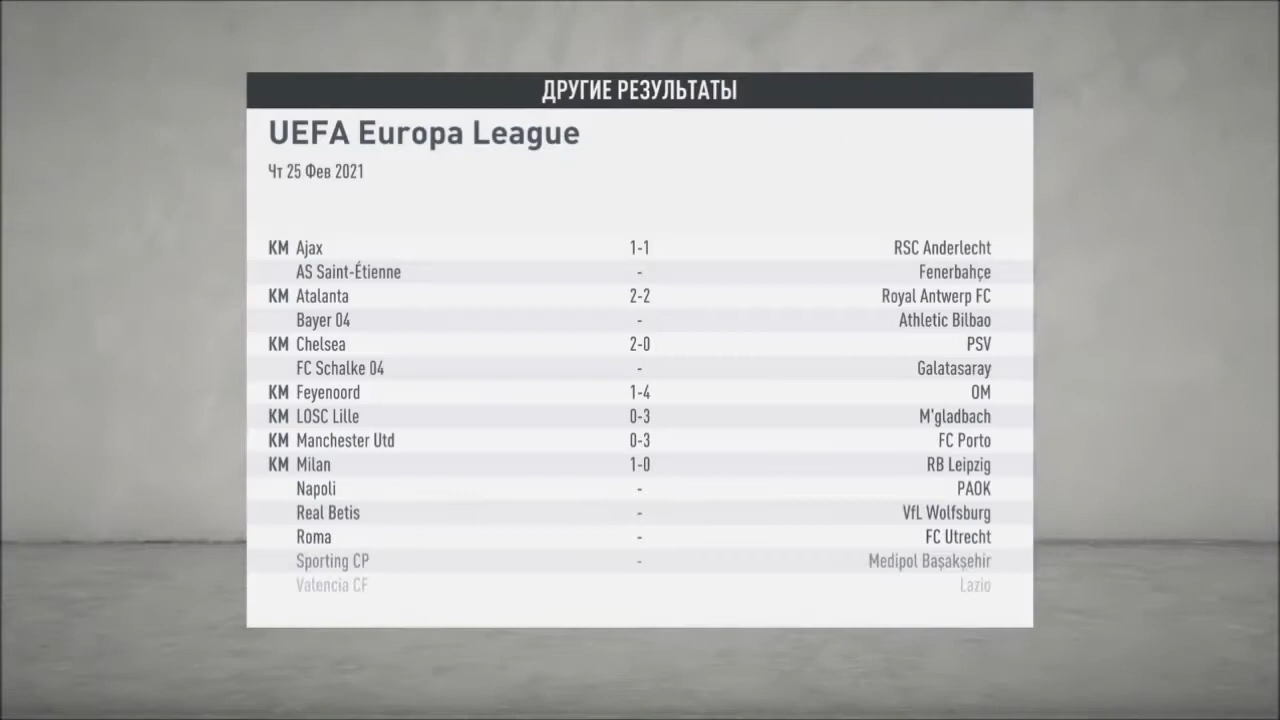 ДРУГИЕ РЕЗУЛЬТАТЫ
UEFA Europa League
Чт 25 Фев 2021
КМ Ajax 1-1 RSC Anderlecht
AS Saint-Étienne - Fenerbahçe
КМ Atalanta 2-2 Royal Antwerp FC
Bayer 04 - Athletic Bilbao
КМ Chelsea 2-0 PSV
FC Schalke 04 - Galatasaray
КМ Feyenoord 1-4 OM
КМ LOSC Lille 0-3 M'gladbach
КМ Manchester Utd 0-3 FC Porto
КМ Milan 1-0 RB Leipzig
Napoli - PAOK
Real Betis - VfL Wolfsburg
Roma - FC Utrecht
Sporting CP - Medipol Başakşehir
Valencia CF Lazio